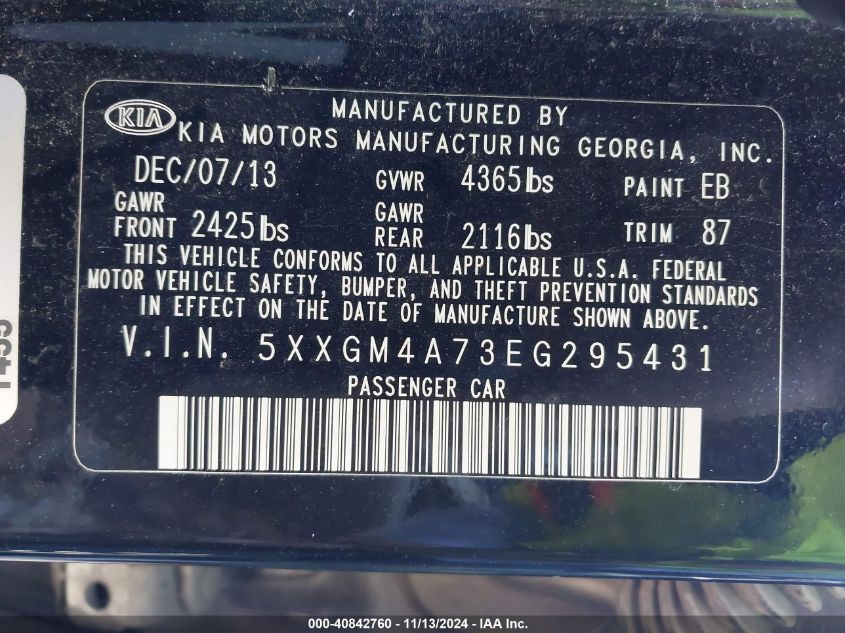 KIA
MANUFACTURED BY
KIA MOTORS MANUFACTURING GEORGIA, INC.
DEC/07/13 GVWR 4365lbs PAINT EB
GAWR FRONT 2425lbs GAWR REAR 2116lbs TRIM 87
THIS VEHICLE CONFORMS TO ALL APPLICABLE U.S.A. FEDERAL
MOTOR VEHICLE SAFETY, BUMPER, AND THEFT PREVENTION STANDARDS
IN EFFECT ON THE DATE OF MANUFACTURE SHOWN ABOVE.
V.I.N. 5XXGM4A73EG295431
PASSENGER CAR
000-40842760 - 11/13/2024 - IAA Inc.